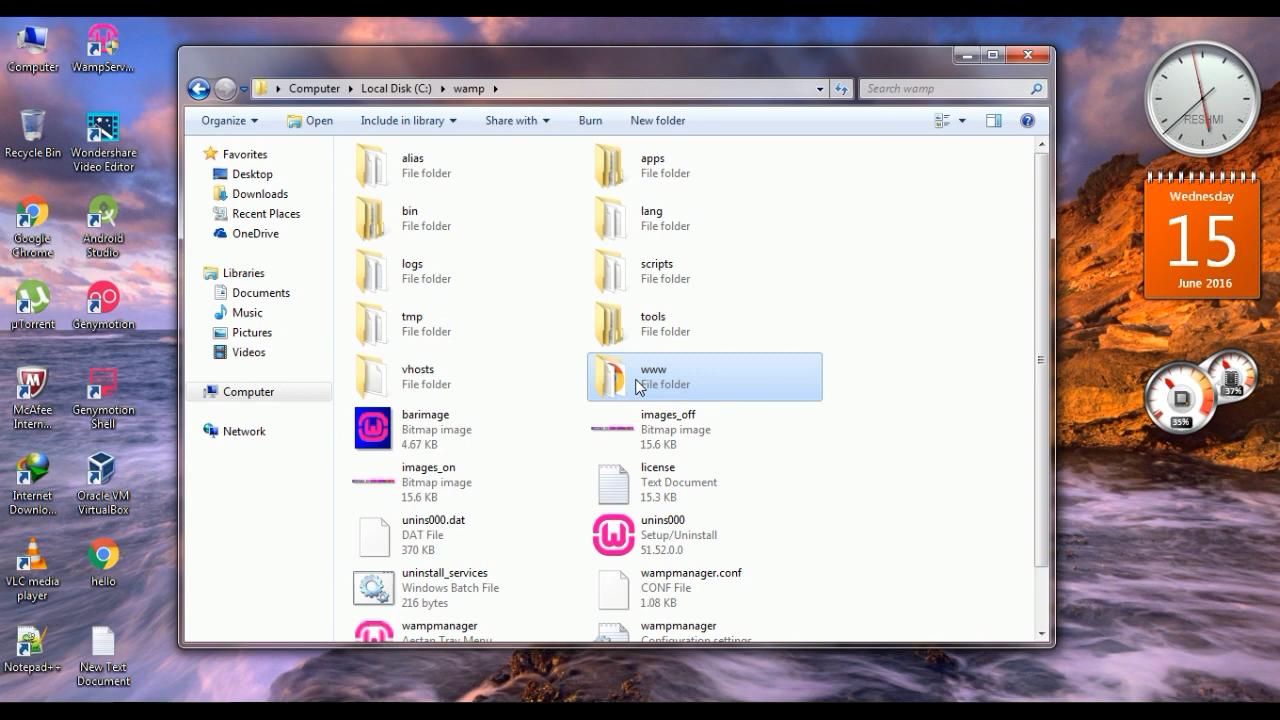 Computer
WampServ...
Recycle Bin
Wondershare
Video Editor
Google
Chrome
Android
Studio
µTorrent
Genymotion
McAfee
Intern...
Genymotion
Shell
Internet
Downlo...
Oracle VM
VirtualBox
VLC media
player
hello
Notepad++
New Text
Document
Computer
Local Disk (C:)
wamp
Search wamp
Organize
Open
Include in library
Share with
Burn
New folder
Favorites
Desktop
Downloads
Recent Places
OneDrive
Libraries
Documents
Music
Pictures
Videos
Computer
Network
alias
File folder
apps
File folder
bin
File folder
lang
File folder
logs
File folder
scripts
File folder
tmp
File folder
tools
File folder
vhosts
File folder
www
File folder
barimage
Bitmap image
4.67 KB
images_off
Bitmap image
15.6 KB
images_on
Bitmap image
15.6 KB
license
Text Document
15.3 KB
unins000.dat
DAT File
370 KB
unins000
Setup/Uninstall
51.52.0.0
uninstall_services
Windows Batch File
216 bytes
wampmanager.conf
CONF File
1.08 KB
wampmanager
Aestan Tray Menu
wampmanager
Configuration settings
RESHMI
Wednesday
15
June 2016
37%
35%